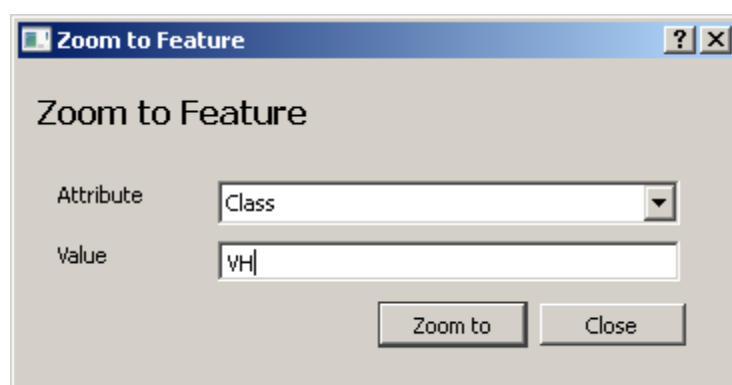 Zoom to Feature
Zoom to Feature
Attribute
Class
Value
VH
Zoom to
Close